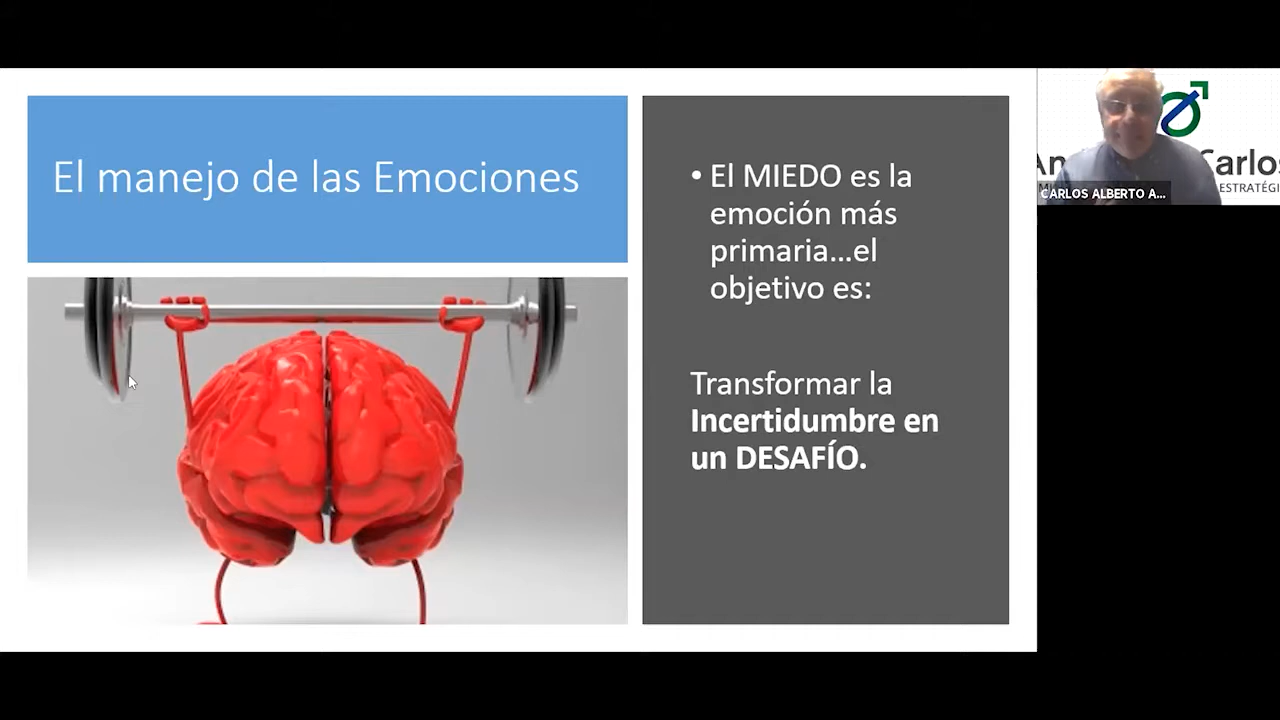 El manejo de las Emociones
• El MIEDO es la
emoción más
primaria...el
objetivo es:
Transformar la
Incertidumbre en
un DESAFÍO.
Carlos
ESTRATÉGI
CARLOS ALBERTO A...